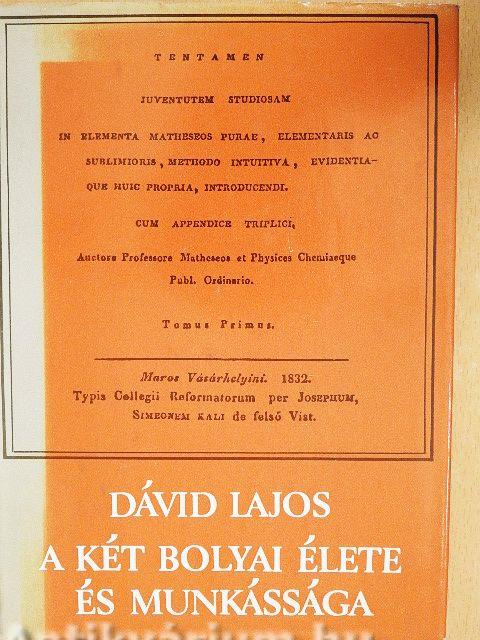 TENTAMEN
JUVENTUTEM STUDIOSAM
IN ELEMENTA MATHESEOS PURAE, ELEMENTARIS AC
SUBLIMIORIS, METHODO INTUITIVA, EVIDENTIA-
QUE HUIC PROPRIA, INTRODUCENDI.
CUM APPENDICE TRIPLICI,
Auctore Professore Matheseos et Physices Chemiaeque
Publ. Ordinario.
Tomus Primus.
Maros Vásárhelyini. 1832.
Typis Collegii Reformatorum per JOSEPHUM,
SIMEONEM KALI de felső Vist.
DÁVID LAJOS
A KÉT BOLYAI ÉLETE
ÉS MUNKÁSSÁGA
Antikvárium.hu